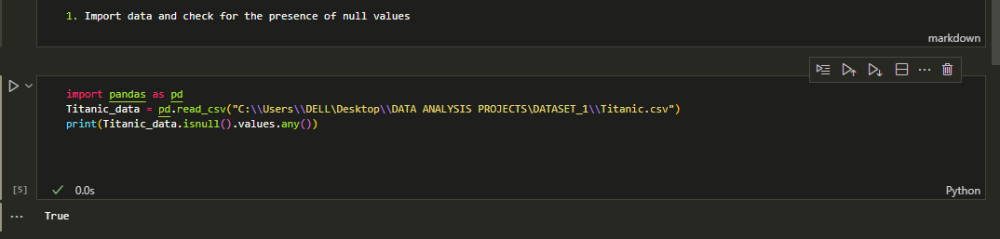 1. Import data and check for the presence of null values
markdown
import pandas as pd
Titanic_data = pd.read_csv("C:\\Users\\DELL\Desktop\\DATA ANALYSIS PROJECTS\DATASET_1\\Titanic.csv")
print(Titanic_data.isnull().values.any())
[5]
0.0s
Python
True